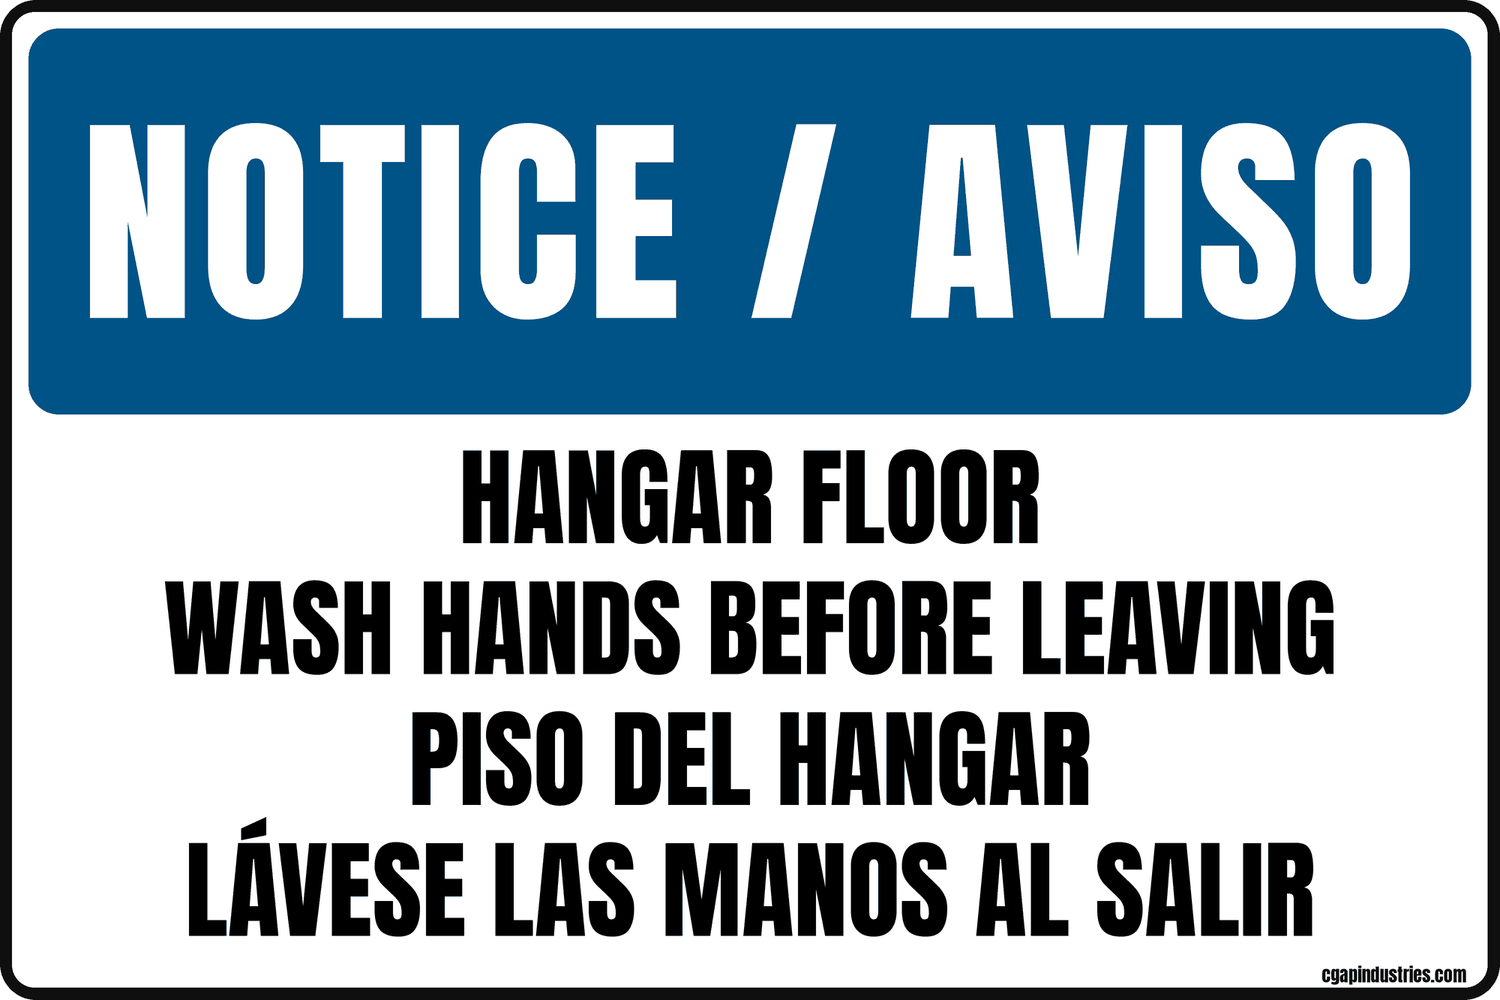 NOTICE / AVISO
HANGAR FLOOR
WASH HANDS BEFORE LEAVING
PISO DEL HANGAR
LÁVESE LAS MANOS AL SALIR
cgapindustries.com